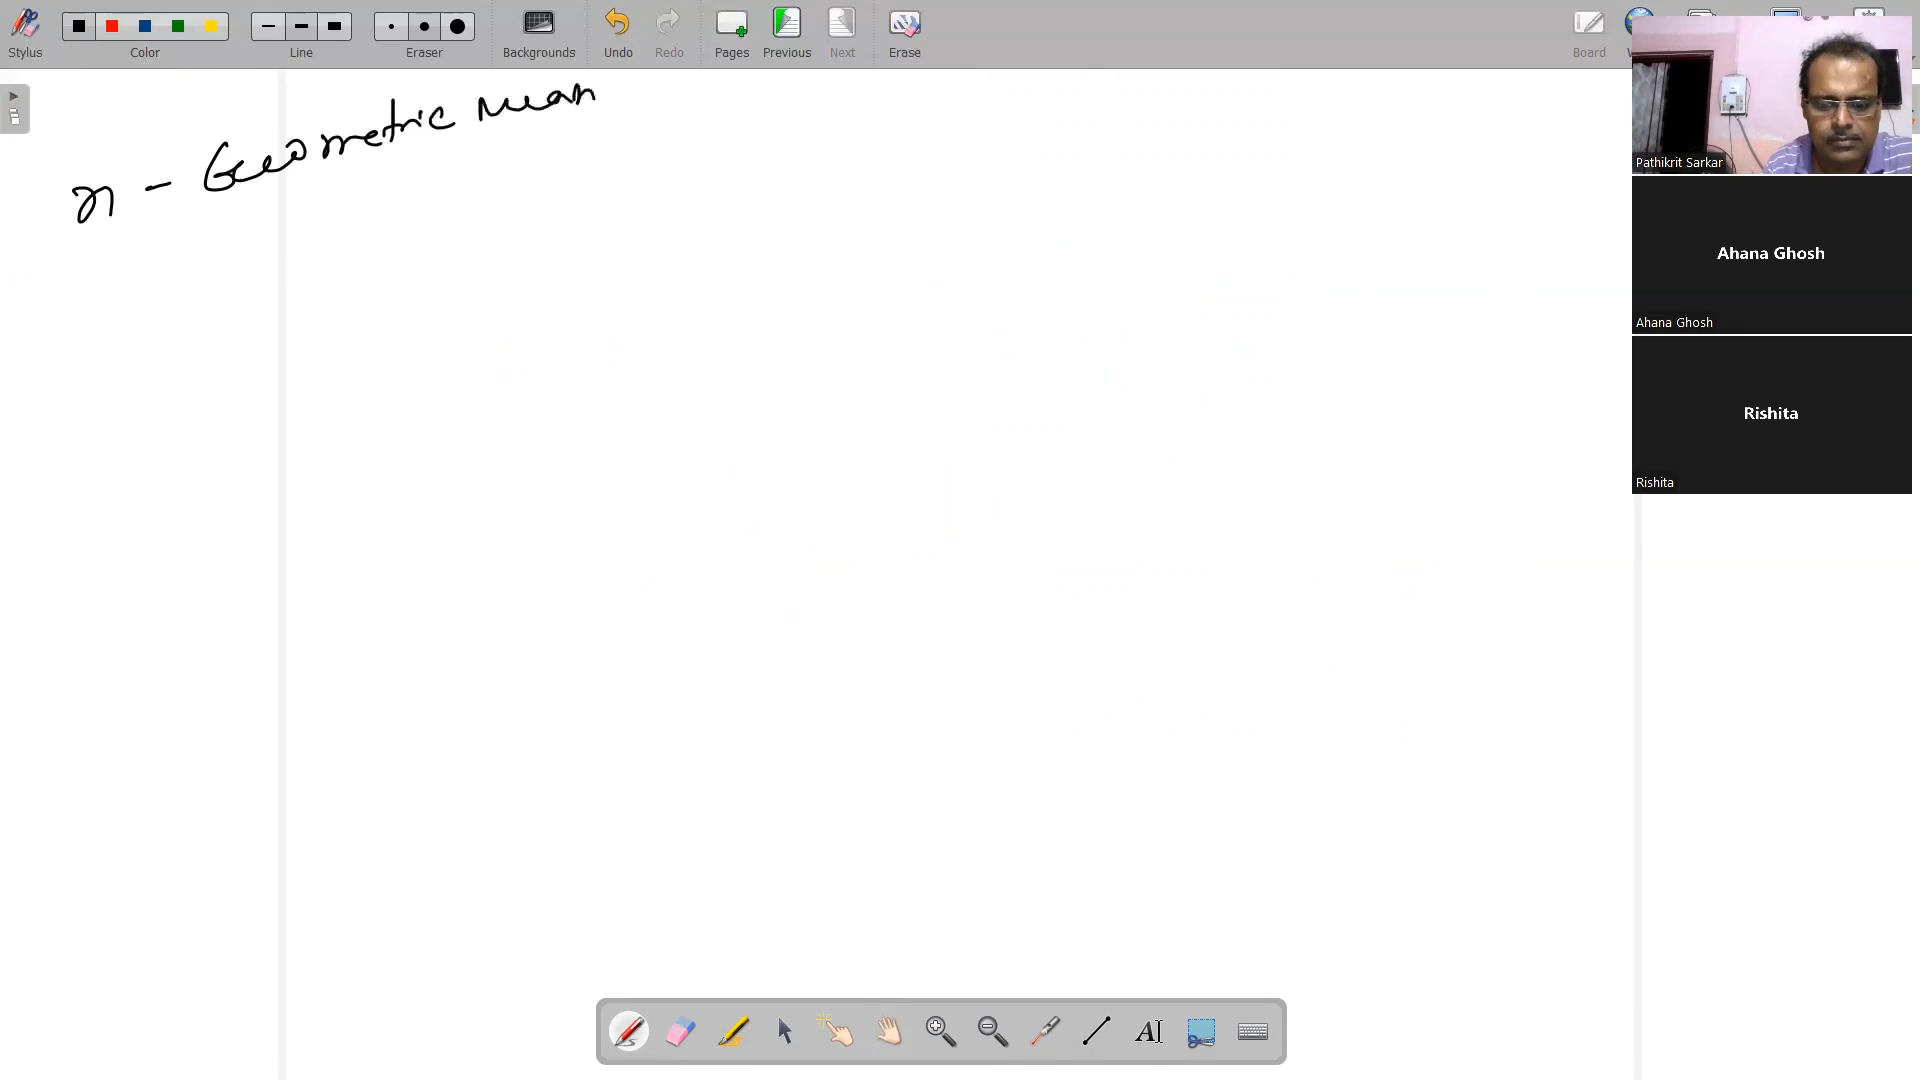 Stylus
Color
Line
Eraser
Backgrounds
Undo
Redo
Pages
Previous
Next
Erase
Board
n - Geometric Mean
Pathikrit Sarkar
Ahana Ghosh
Ahana Ghosh
Rishita
Rishita